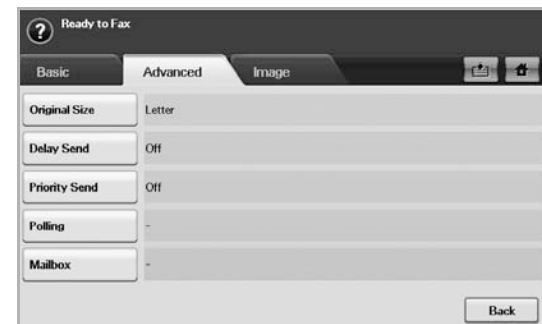 ? Ready to Fax
Basic Advanced Image
Original Size Letter
Delay Send Off
Priority Send Off
Polling -
Mailbox -
Back